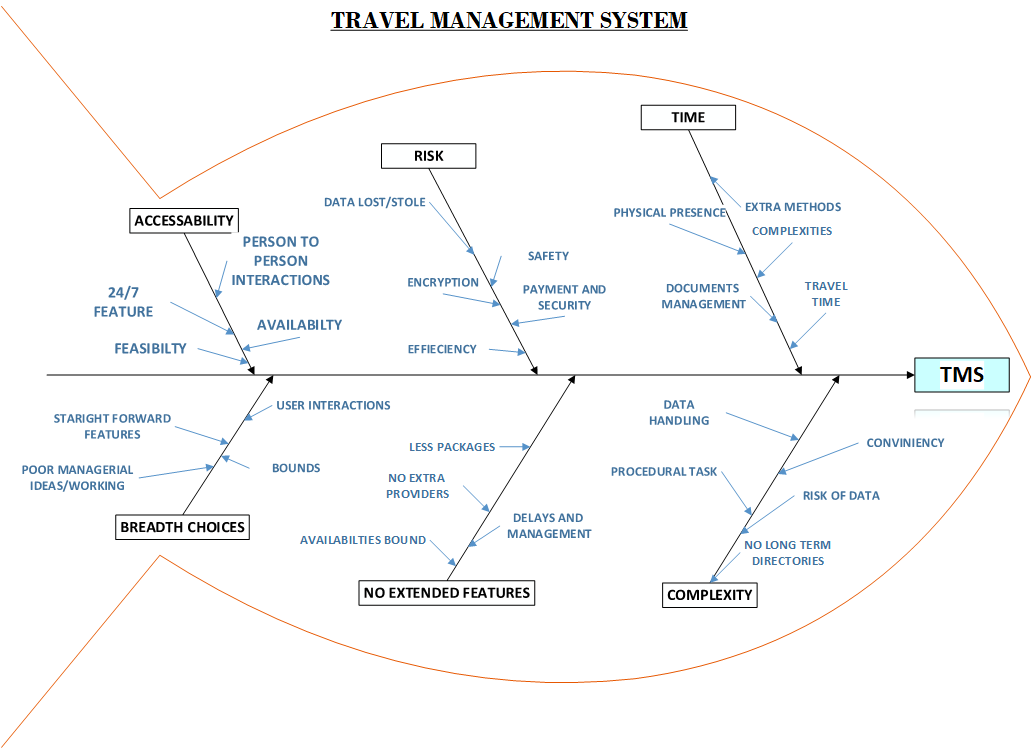 TRAVEL MANAGEMENT SYSTEM
TIME
RISK
DATA LOST/STOLE
EXTRA METHODS
PHYSICAL PRESENCE
ACCESSABILITY
COMPLEXITIES
PERSON TO
PERSON
INTERACTIONS
SAFETY
ENCRYPTION
PAYMENT AND
SECURITY
DOCUMENTS
MANAGEMENT
TRAVEL
TIME
24/7
FEATURE
AVAILABILTY
FEASIBILTY
EFFIECIENCY
TMS
USER INTERACTIONS
STARIGHT FORWARD
FEATURES
BOUNDS
POOR MANAGERIAL
IDEAS/WORKING
BREADTH CHOICES
LESS PACKAGES
NO EXTRA
PROVIDERS
DELAYS AND
MANAGEMENT
AVAILABILTIES BOUND
NO EXTENDED FEATURES
DATA
HANDLING
CONVINIENCY
PROCEDURAL TASK
RISK OF DATA
NO LONG TERM
DIRECTORIES
COMPLEXITY